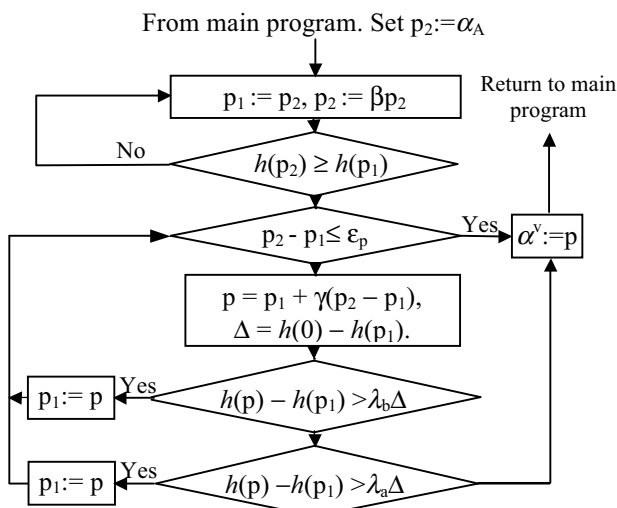 From main program. Set p₂:=α_A
p₁ := p₂, p₂ := βp₂
Return to main
program
No
h(p₂) ≥ h(p₁)
p₂ - p₁≤ ε_p
Yes
α^v:=p
p = p₁ + γ(p₂ – p₁),
Δ = h(0) – h(p₁).
p₁:= p
Yes
h(p) – h(p₁) >λ_bΔ
p₁:= p
Yes
h(p) –h(p₁) >λ_aΔ